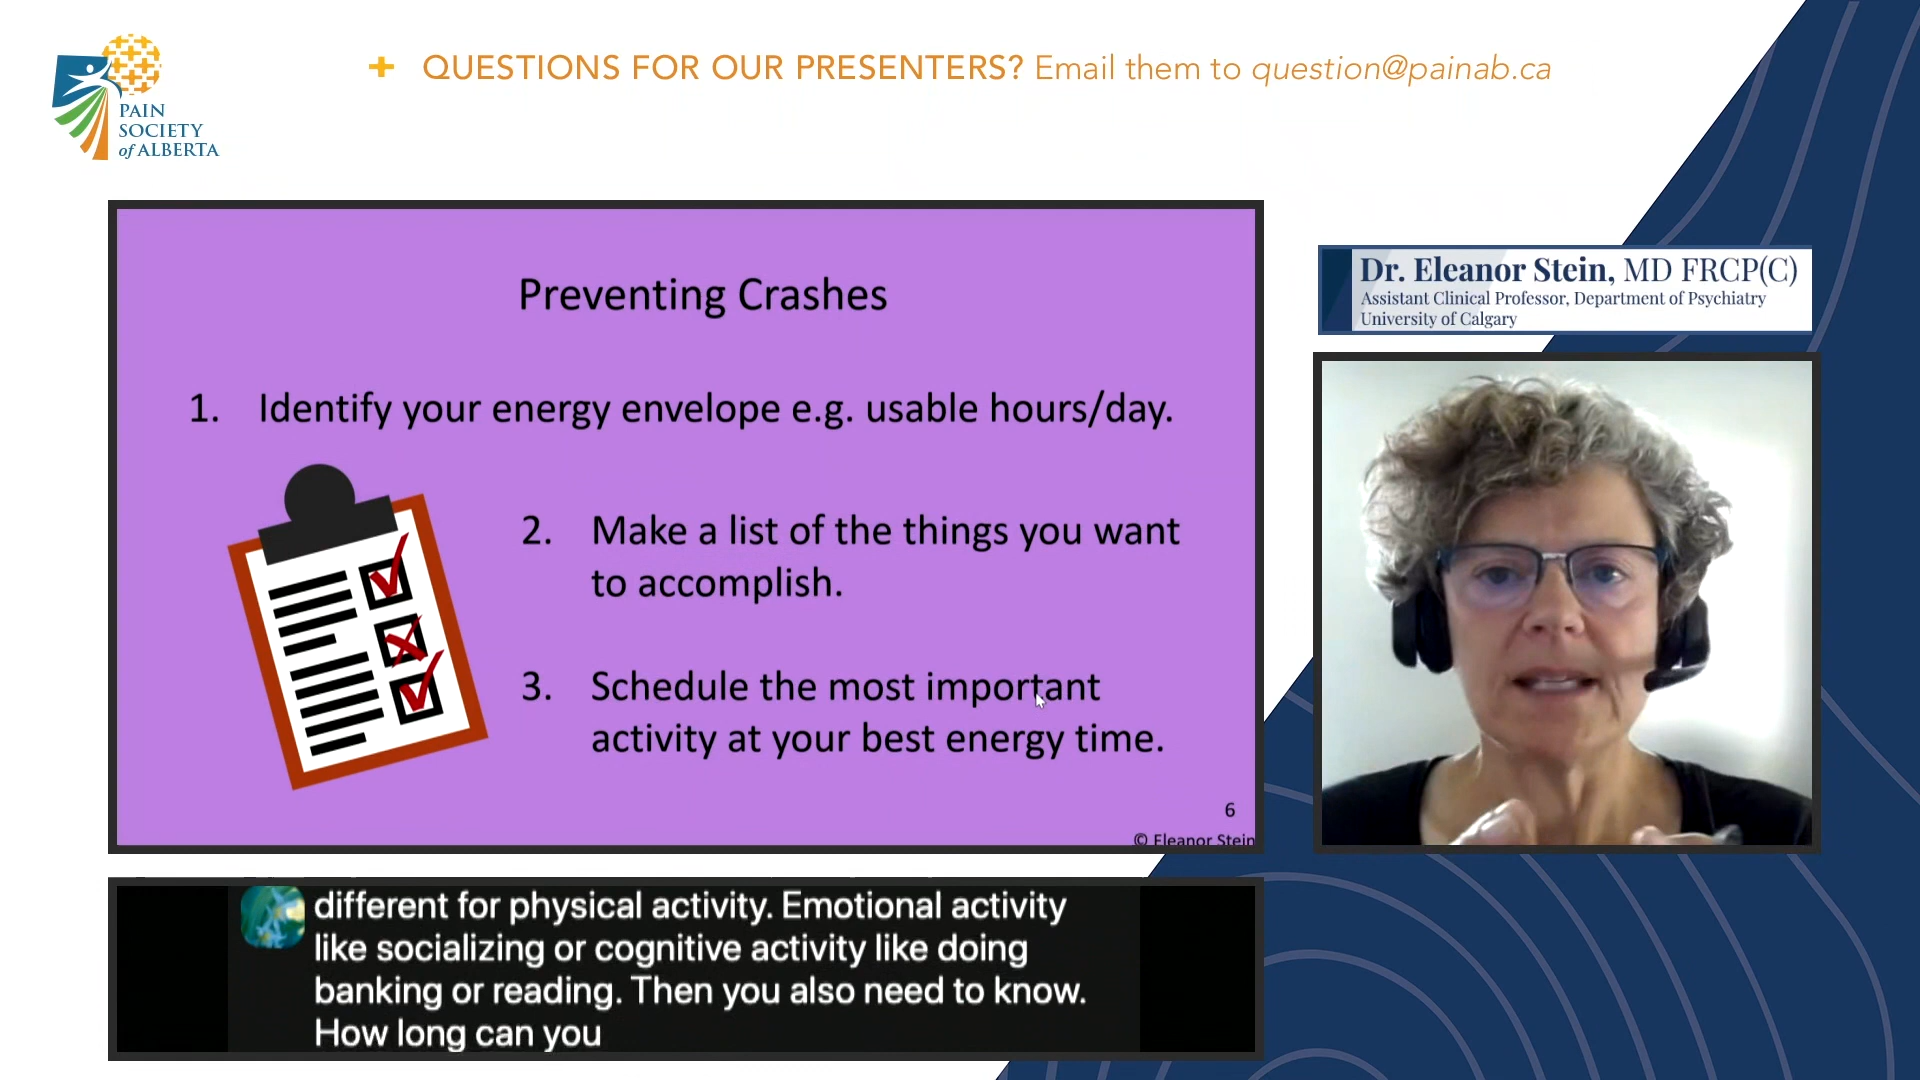 PAIN
SOCIETY
of ALBERTA
+ QUESTIONS FOR OUR PRESENTERS? Email them to question@painab.ca
Preventing Crashes
1. Identify your energy envelope e.g. usable hours/day.
2. Make a list of the things you want
to accomplish.
3. Schedule the most important
activity at your best energy time.
6
© Eleanor Stein
Dr. Eleanor Stein, MD FRCP(C)
Assistant Clinical Professor, Department of Psychiatry
University of Calgary
different for physical activity. Emotional activity
like socializing or cognitive activity like doing
banking or reading. Then you also need to know.
How long can you